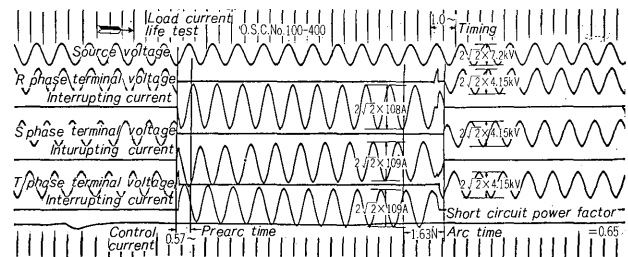 Load current
life test
O.S.C.No.100-400
1.0~
Timing
Source voltage
2√2×7.2kV
R phase terminal voltage
2√2×4.15kV
Interrupting current
2√2×108A
S phase terminal voltage
2√2×4.15kV
Inturupting current
2√2×109A
T phase terminal voltage
2√2×4.15kV
Interrupting current
2√2×109A
Short circuit power factor
=0.65
Control
current
0.57~
Prearc time
1.63N
Arc time